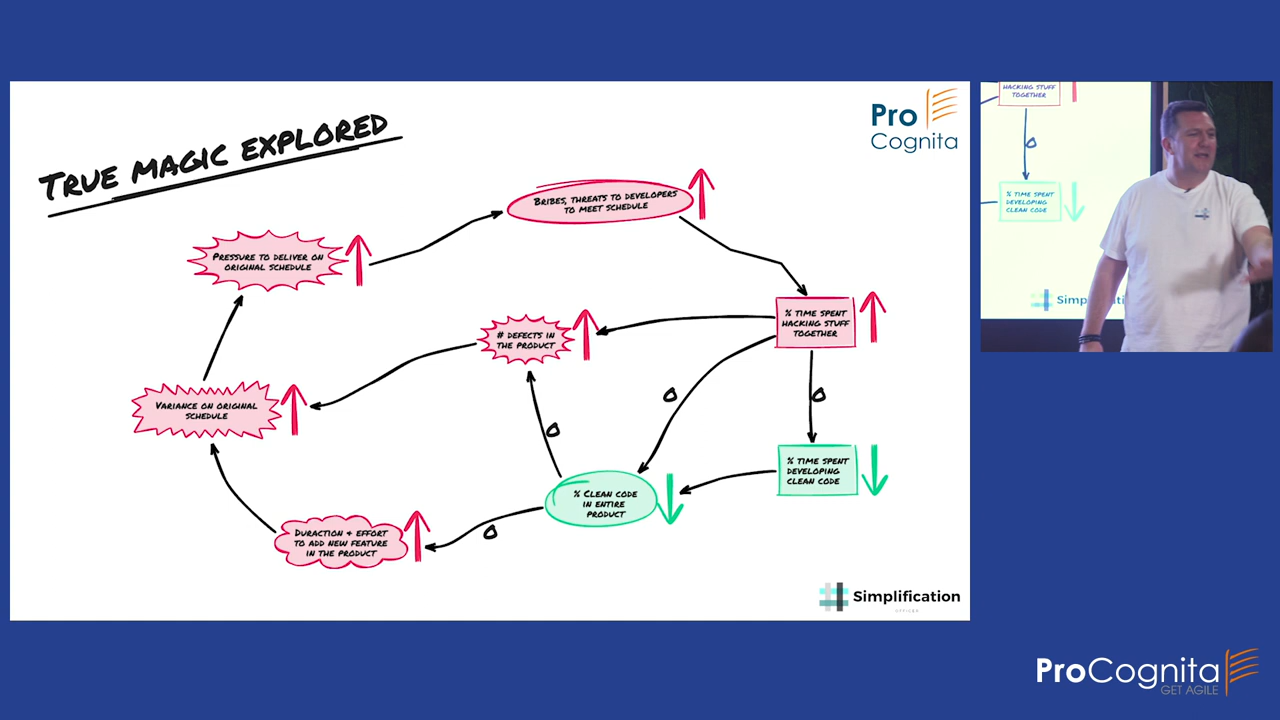 TRUE MAGIC EXPLORED
Pro
Cognita
BRIBES, THREATS TO DEVELOPERS
TO MEET SCHEDULE
PRESSURE TO DELIVER ON
ORIGINAL SCHEDULE
% TIME SPENT
HACKING STUFF
TOGETHER
# DEFECTS IN
THE PRODUCT
O
O
VARIANCE ON ORIGINAL
SCHEDULE
O
% TIME SPENT
DEVELOPING
CLEAN CODE
% CLEAN CODE
IN ENTIRE
PRODUCT
O
DURACTION & EFFORT
TO ADD NEW FEATURE
IN THE PRODUCT
Simplification
OFFICER
HACKING STUFF
TOGETHER
O
% TIME SPENT
DEVELOPING
CLEAN CODE
Simp
ProCognita
GET AGILE